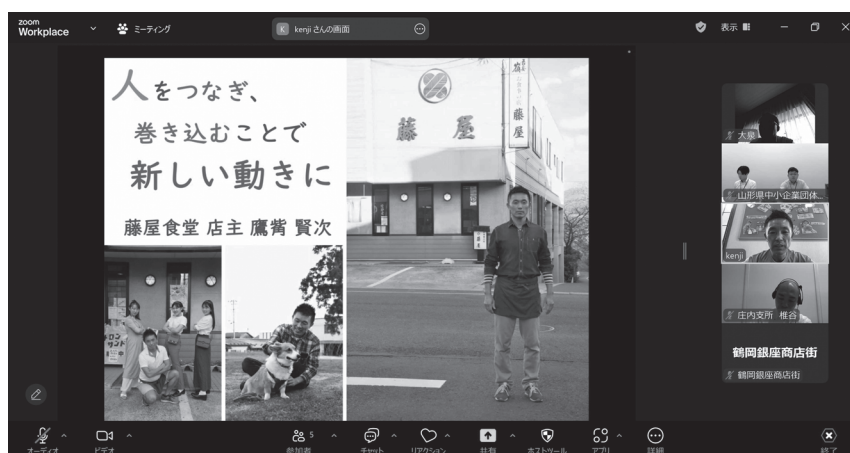 zoom
Workplace
ミーティング
K kenji さんの画面
表示
人をつなぎ、
巻き込むことで
新しい動きに
藤屋食堂 店主 鷹觜 賢次
藤屋
藤屋
大泉
山形県中小企業団体...
kenji
庄内支所 椎谷
鶴岡銀座商店街
鶴岡銀座商店街
オーディオ
ビデオ
5
参加者
チャット
リアクション
共有
ホストツール
アプリ
詳細
終了